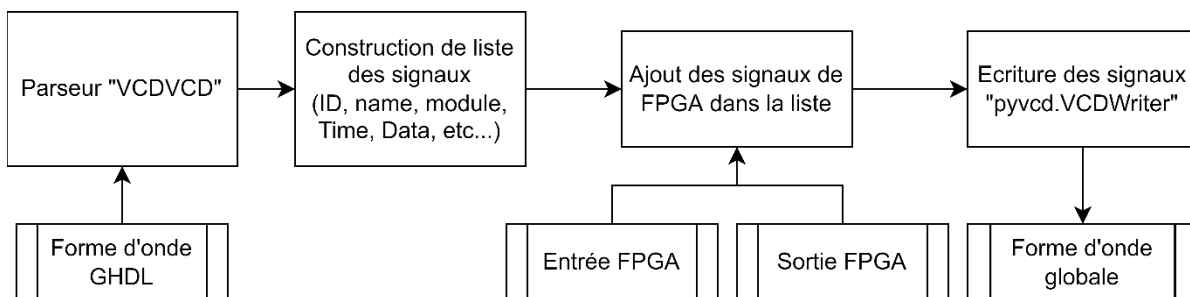 Parseur "VCDVCD"
Construction de liste
des signaux
(ID, name, module,
Time, Data, etc...)
Ajout des signaux de
FPGA dans la liste
Ecriture des signaux
"pyvcd.VCDWriter"
Forme d'onde
GHDL
Entrée FPGA
Sortie FPGA
Forme d'onde
globale